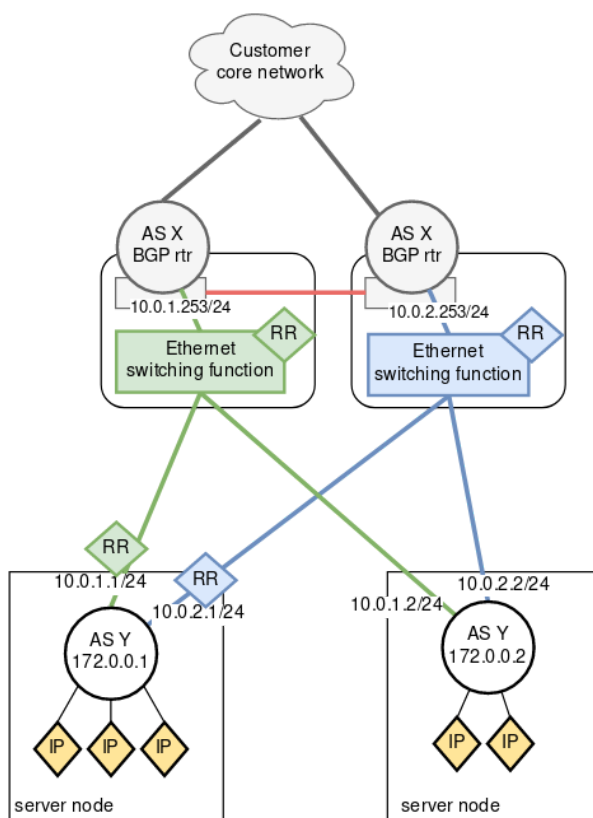 Customer
core network
AS X
BGP rtr
AS X
BGP rtr
10.0.1.253/24
10.0.2.253/24
RR
RR
Ethernet
switching function
Ethernet
switching function
RR
RR
10.0.1.1/24
10.0.2.1/24
10.0.2.2/24
10.0.1.2/24
AS Y
172.0.0.1
AS Y
172.0.0.2
IP
IP
IP
IP
IP
server node
server node